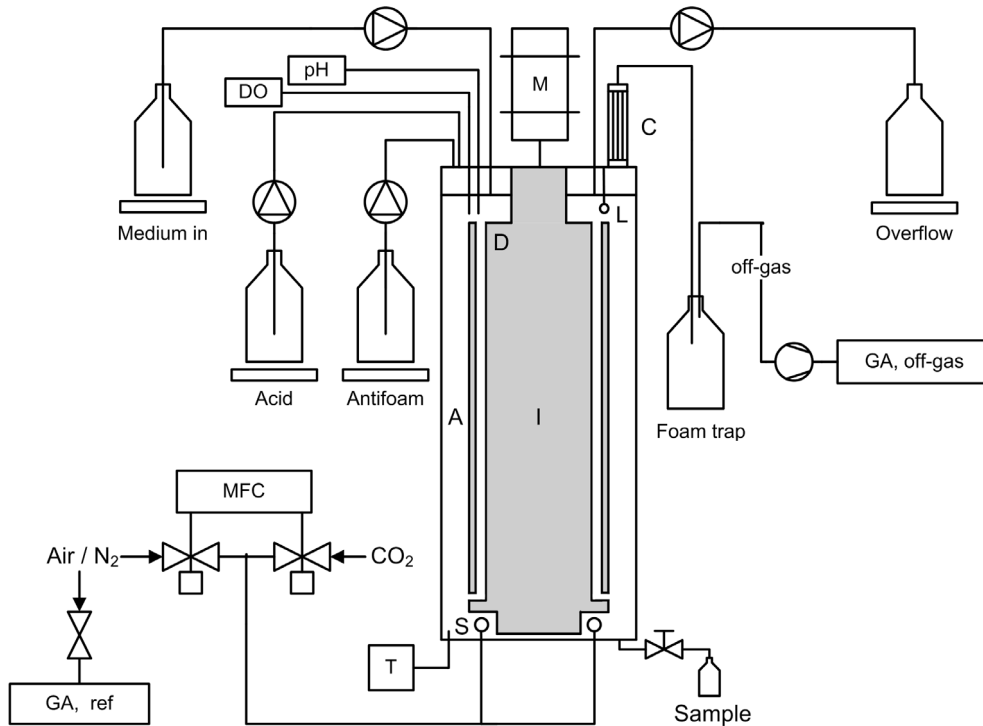 pH
M
DO
C
Medium in
L
Overflow
D
off-gas
GA, off-gas
Acid
Antifoam
A
I
Foam trap
MFC
Air / N₂
CO₂
S
T
GA, ref
Sample